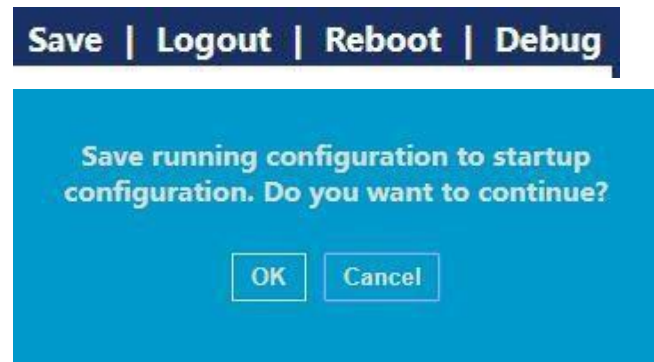 Save | Logout | Reboot | Debug
Save running configuration to startup
configuration. Do you want to continue?
OK Cancel